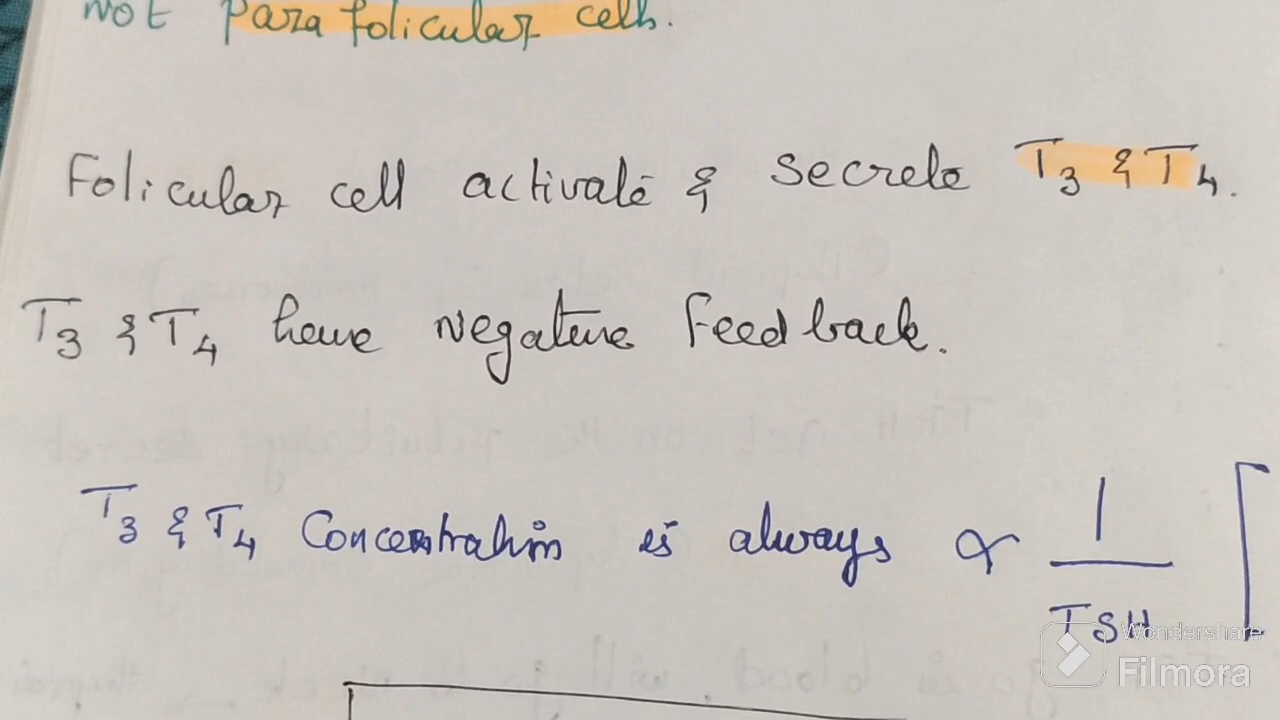 Not Para folicular cells.
Folicular cell activate & secrete T₃ & T₄.
T₃ & T₄ have negative Feedback.
T₃ & T₄ Concentration is always ∝ 1/TSH [
Wondershare
Filmora